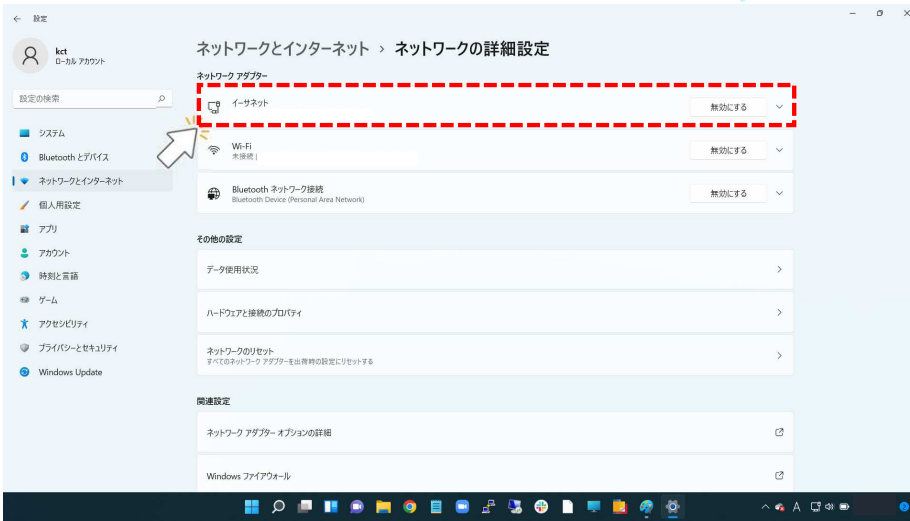 設定
kct
ローカル アカウント
設定の検索
システム
Bluetooth とデバイス
ネットワークとインターネット
個人用設定
アプリ
アカウント
時刻と言語
ゲーム
アクセシビリティ
プライバシーとセキュリティ
Windows Update
ネットワークとインターネット › ネットワークの詳細設定
ネットワーク アダプター
イーサネット
無効にする
Wi-Fi
未接続 |
無効にする
Bluetooth ネットワーク接続
Bluetooth Device (Personal Area Network)
無効にする
その他の設定
データ使用状況
ハードウェアと接続のプロパティ
ネットワークのリセット
すべてのネットワーク アダプターを出荷時の設定にリセットする
関連設定
ネットワーク アダプター オプションの詳細
Windows ファイアウォール
A